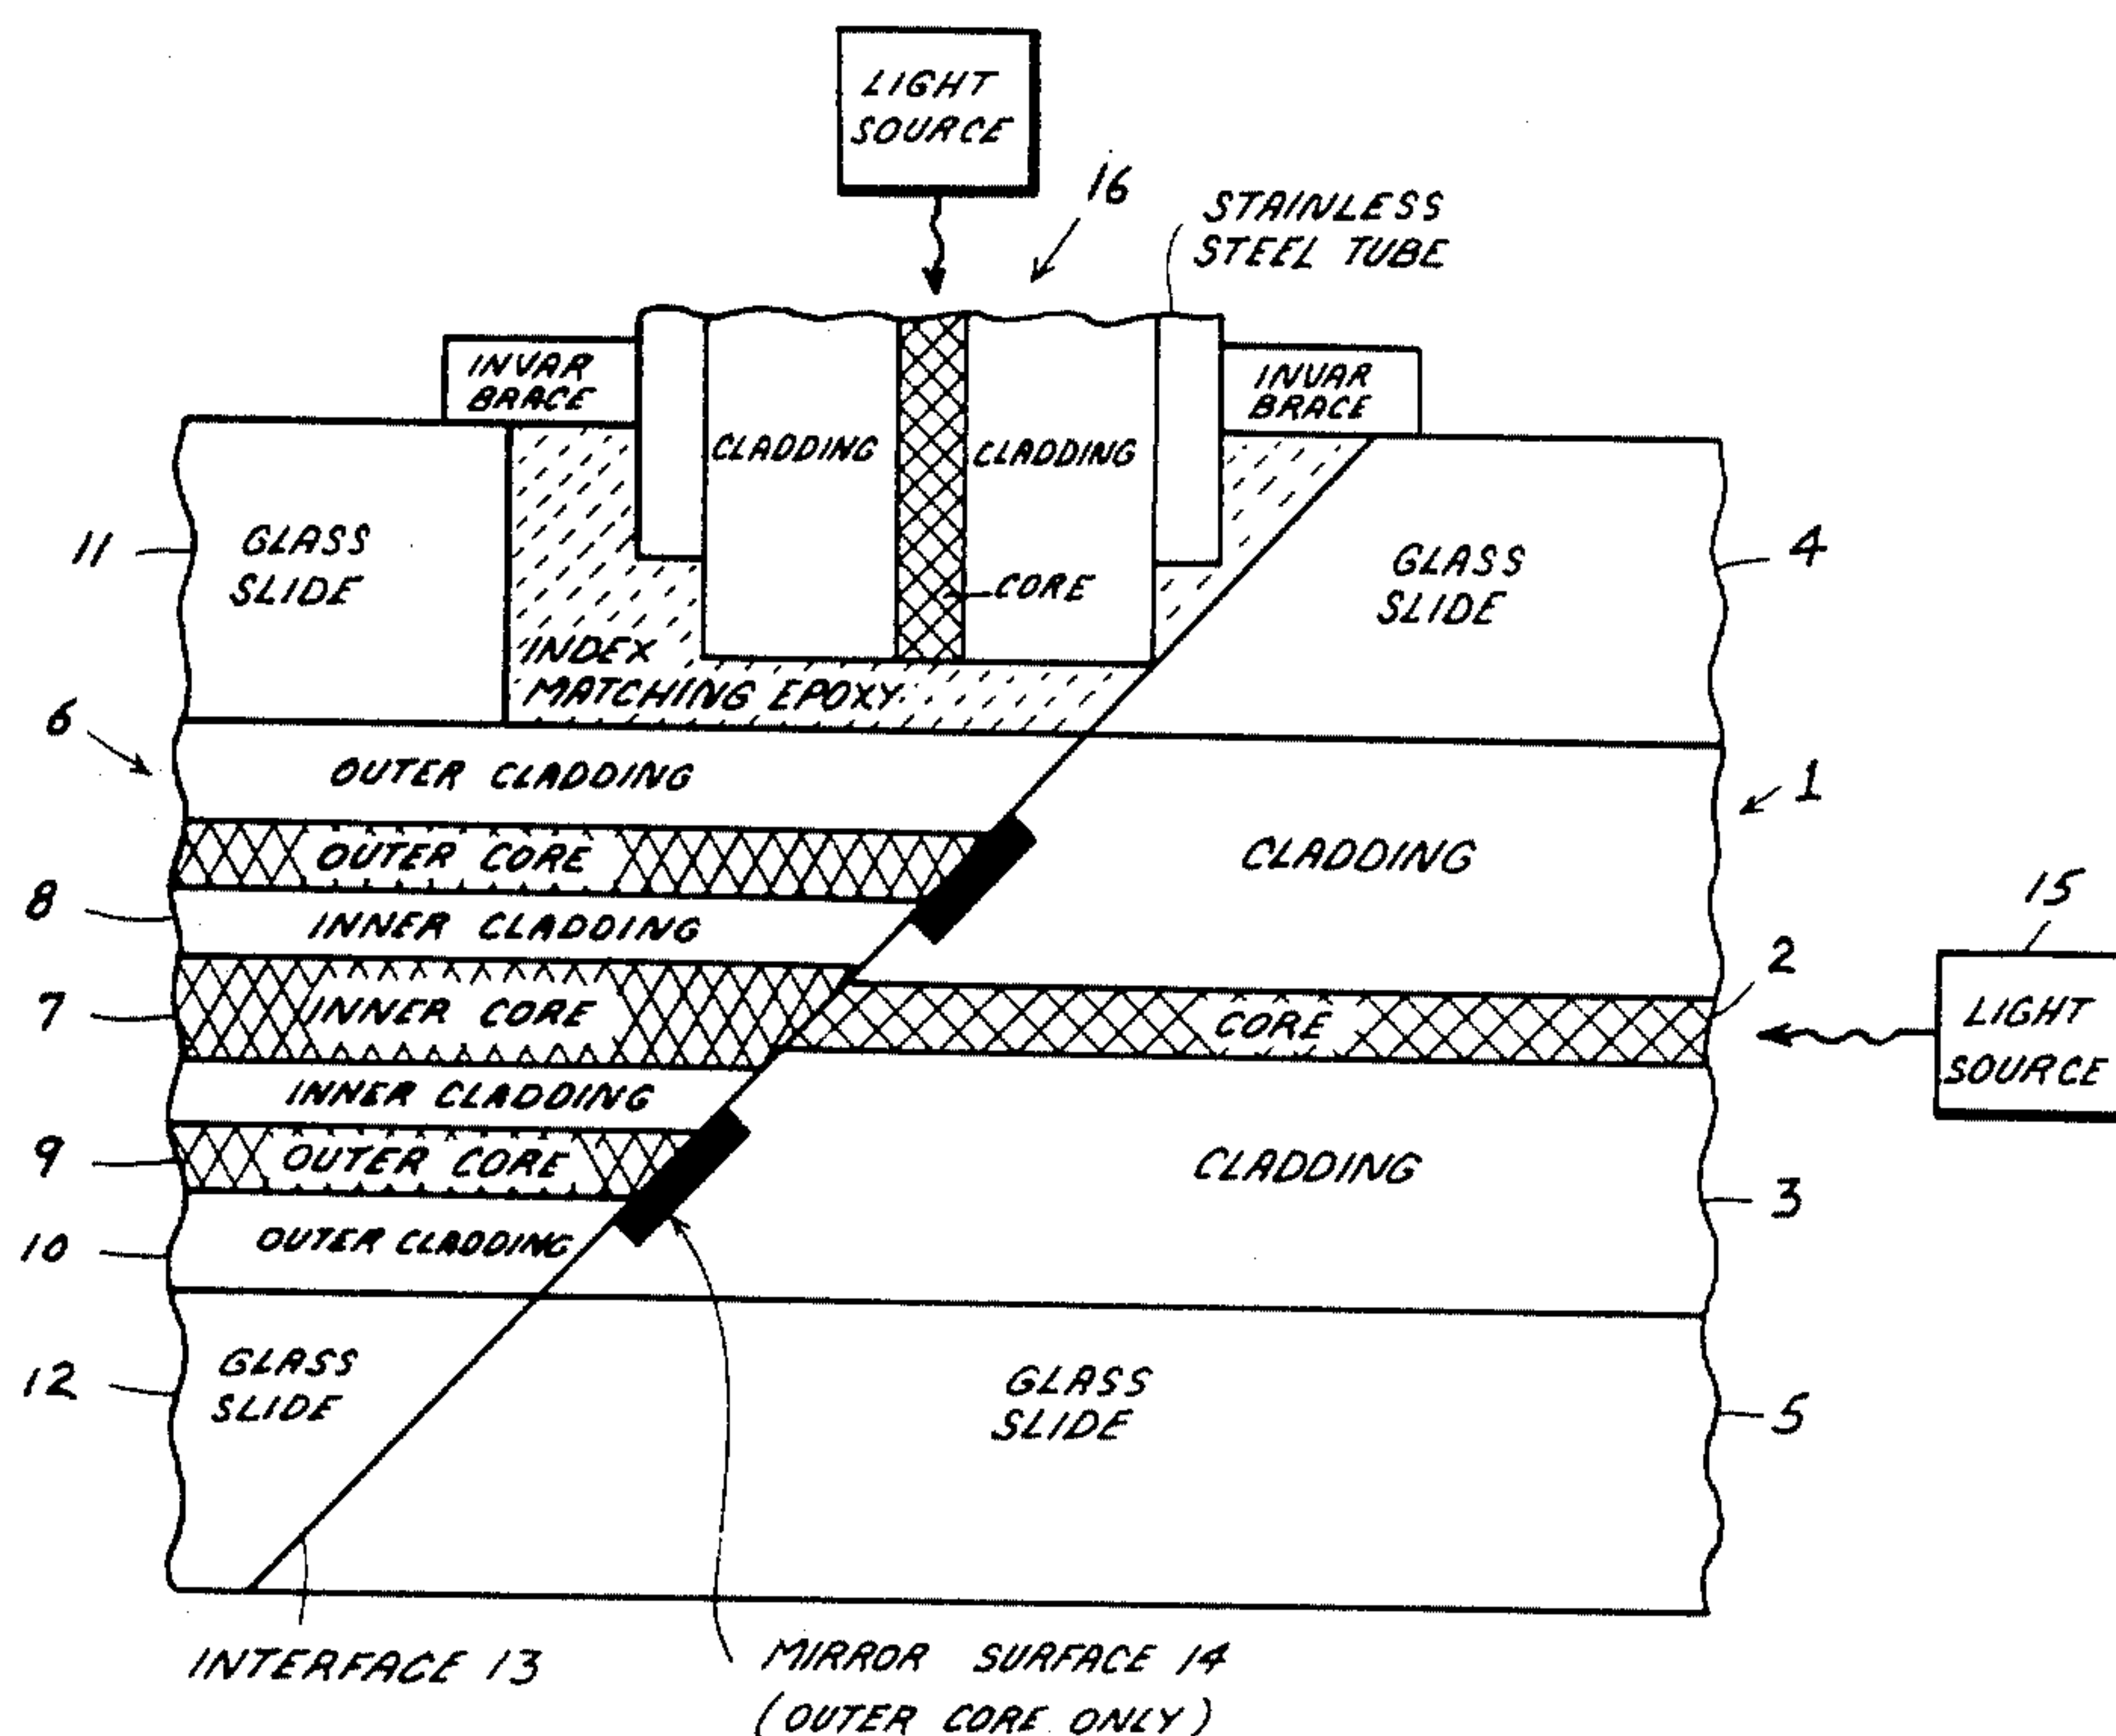 LIGHT
SOURCE
16
STAINLESS
STEEL TUBE
INVAR
BRACE
INVAR
BRACE
CLADDING
CLADDING
11
GLASS
SLIDE
CORE
GLASS
SLIDE
4
INDEX
MATCHING EPOXY
6
OUTER CLADDING
1
OUTER CORE
CLADDING
8
INNER CLADDING
15
2
7
INNER CORE
CORE
LIGHT
SOURCE
INNER CLADDING
9
OUTER CORE
CLADDING
3
10
OUTER CLADDING
12
GLASS
SLIDE
GLASS
SLIDE
5
INTERFACE 13
MIRROR SURFACE 14
(OUTER CORE ONLY)